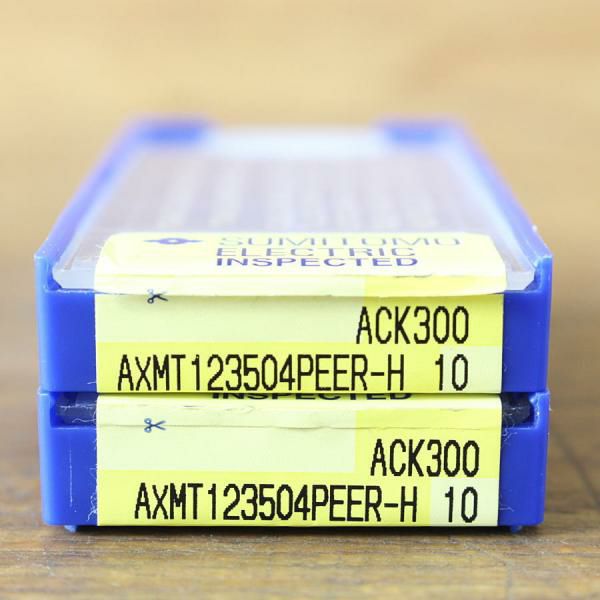 SUMITOMO
ELECTRIC
INSPECTED
ACK300
AXMT123504PEER-H 10
INSPECTED
ACK300
AXMT123504PEER-H 10